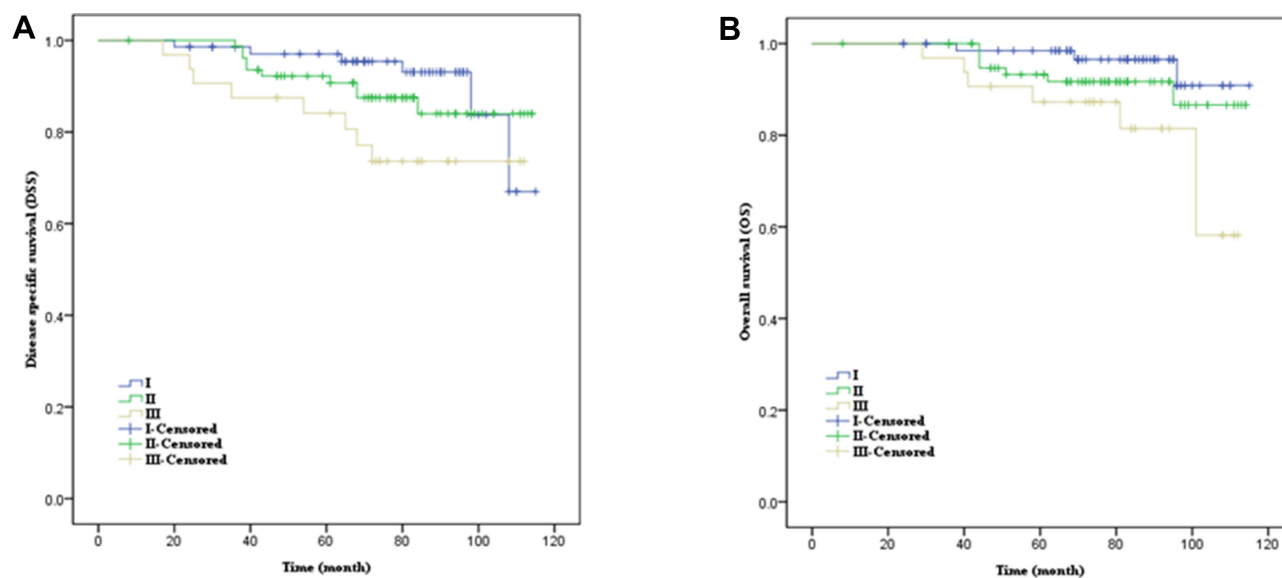 A
1.0
0.8
0.6
0.4
0.2
0.0
Disease specific survival (DSS)
I
II
III
I-Censored
II-Censored
III-Censored
0 20 40 60 80 100 120
Time (month)
B
1.0
0.8
0.6
0.4
0.2
0.0
Overall survival (OS)
I
II
III
I-Censored
II-Censored
III-Censored
0 20 40 60 80 100 120
Time (month)